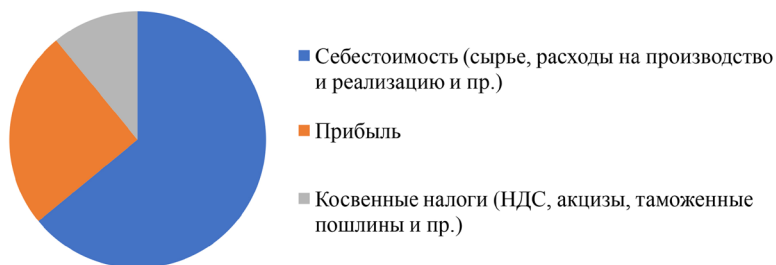 Себестоимость (сырье, расходы на производство
и реализацию и пр.)
Прибыль
Косвенные налоги (НДС, акцизы, таможенные
пошлины и пр.)